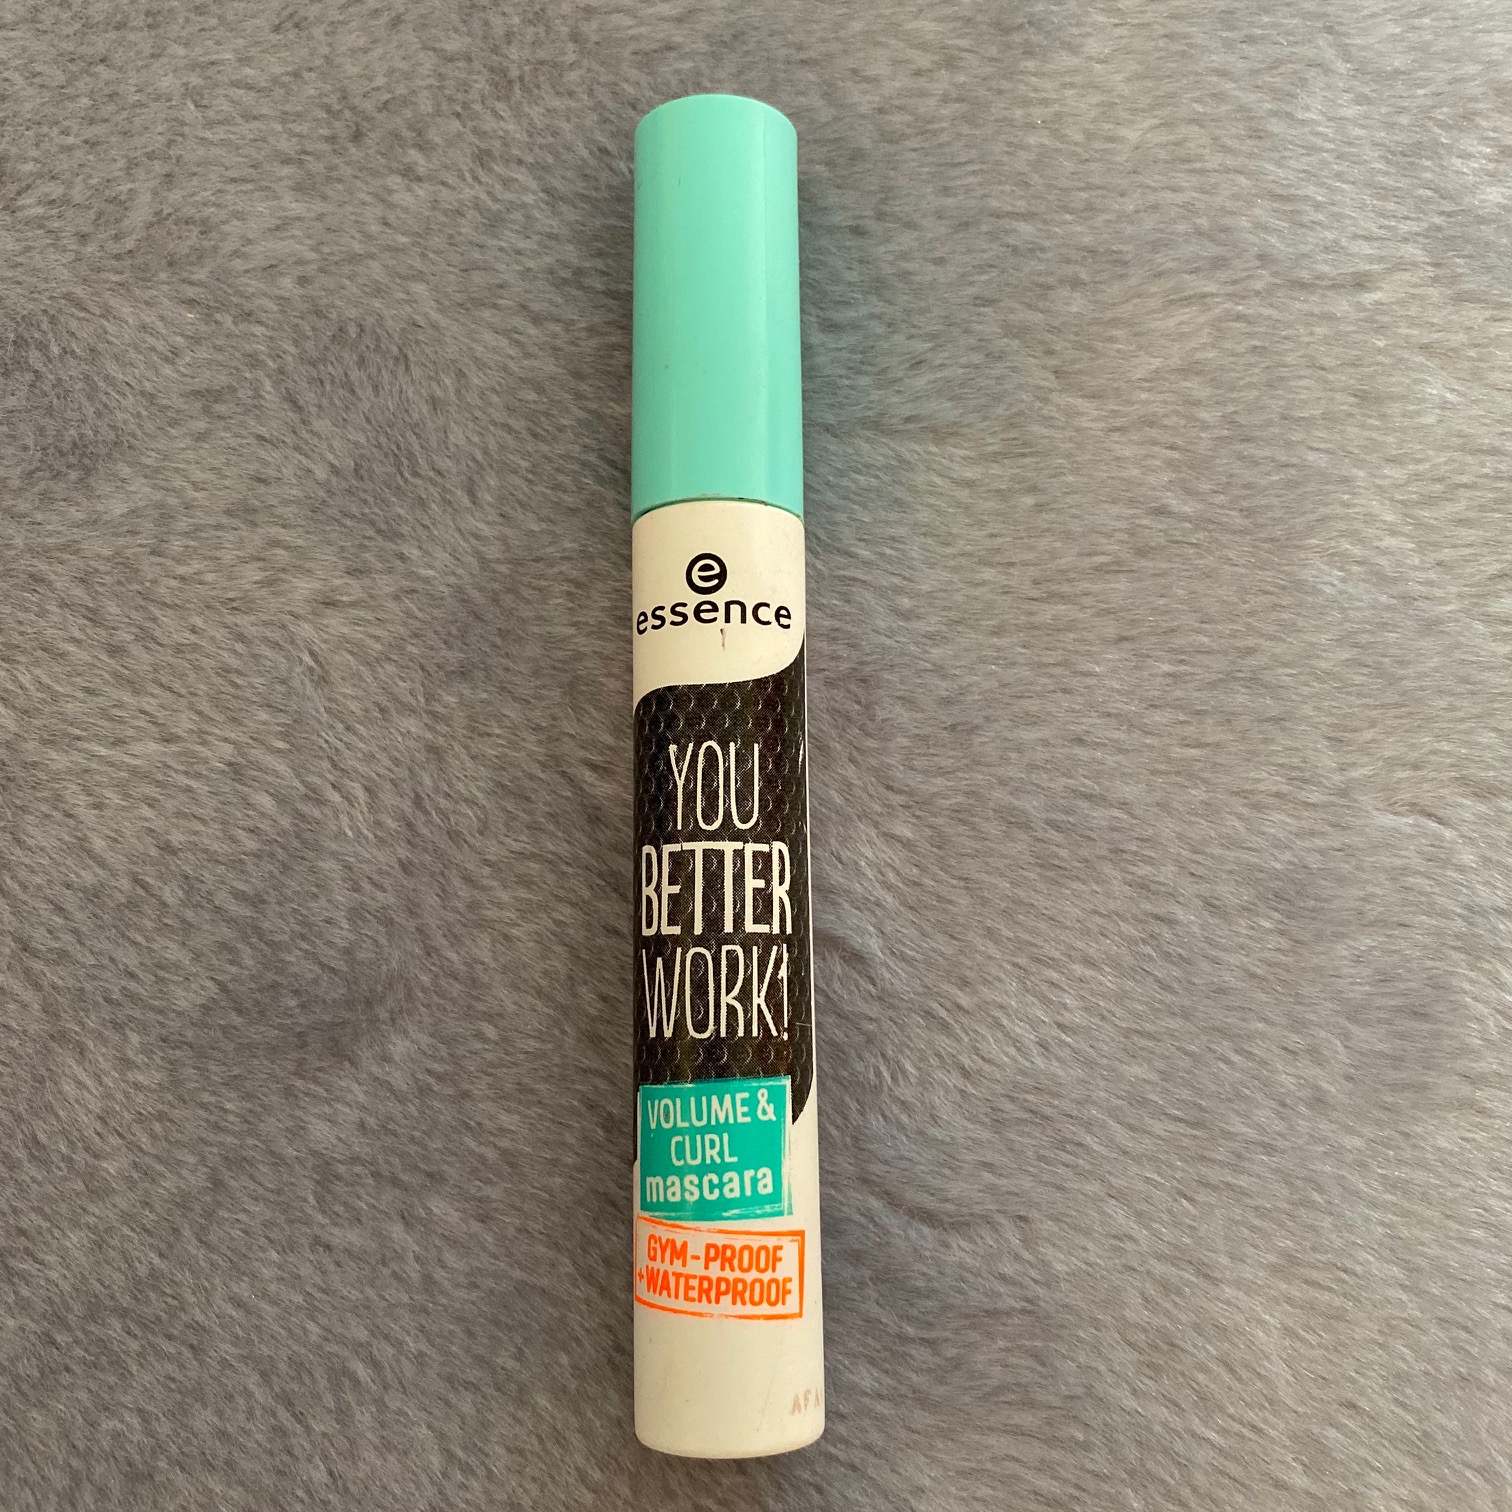 e
essence
YOU
BETTER
WORK!
VOLUME &
CURL
mascara
GYM-PROOF
+WATERPROOF